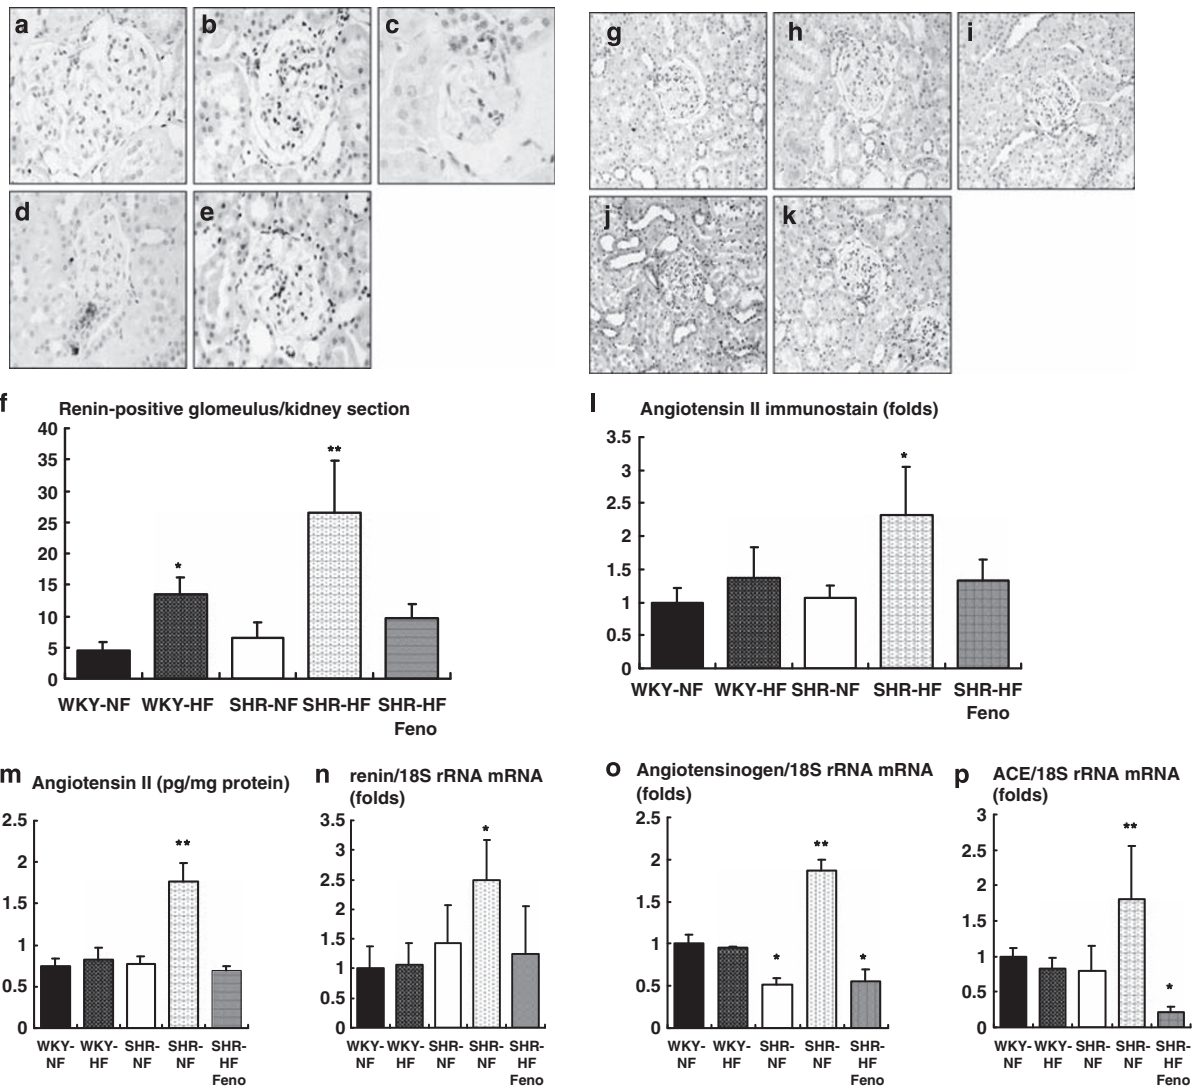 a
b
c
d
e
g
h
i
j
k
f
Renin-positive glomeulus/kidney section
40
35
30
25
20
15
10
5
0
*
**
WKY-NF WKY-HF SHR-NF SHR-HF SHR-HF
Feno
l
Angiotensin II immunostain (folds)
3.5
3
2.5
2
1.5
1
0.5
0
*
WKY-NF WKY-HF SHR-NF SHR-HF SHR-HF
Feno
m
Angiotensin II (pg/mg protein)
2.5
2
1.5
1
0.5
0
**
WKY- WKY- SHR- SHR- SHR-
NF HF NF NF HF
Feno
n
renin/18S rRNA mRNA
(folds)
3.5
3
2.5
2
1.5
1
0.5
0
*
WKY- WKY- SHR- SHR- SHR-
NF HF NF NF HF
Feno
o
Angiotensinogen/18S rRNA mRNA
(folds)
2.5
2
1.5
1
0.5
0
*
**
*
WKY- WKY- SHR- SHR- SHR-
NF HF NF NF HF
Feno
p
ACE/18S rRNA mRNA
(folds)
3
2.5
2
1.5
1
0.5
0
**
*
WKY- WKY- SHR- SHR- SHR-
NF HF NF NF HF
Feno